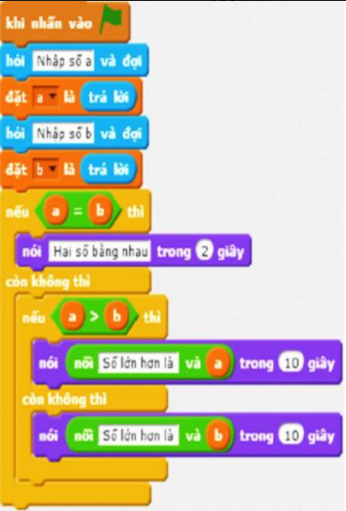 khi nhấn vào
hỏi Nhập số a và đợi
đặt a là trả lời
hỏi Nhập số b và đợi
đặt b là trả lời
nếu a = b thì
nói Hai số bằng nhau trong 2 giây
còn không thì
nếu a > b thì
nói nối Số lớn hơn là và a trong 10 giây
còn không thì
nói nối Số lớn hơn là và b trong 10 giây